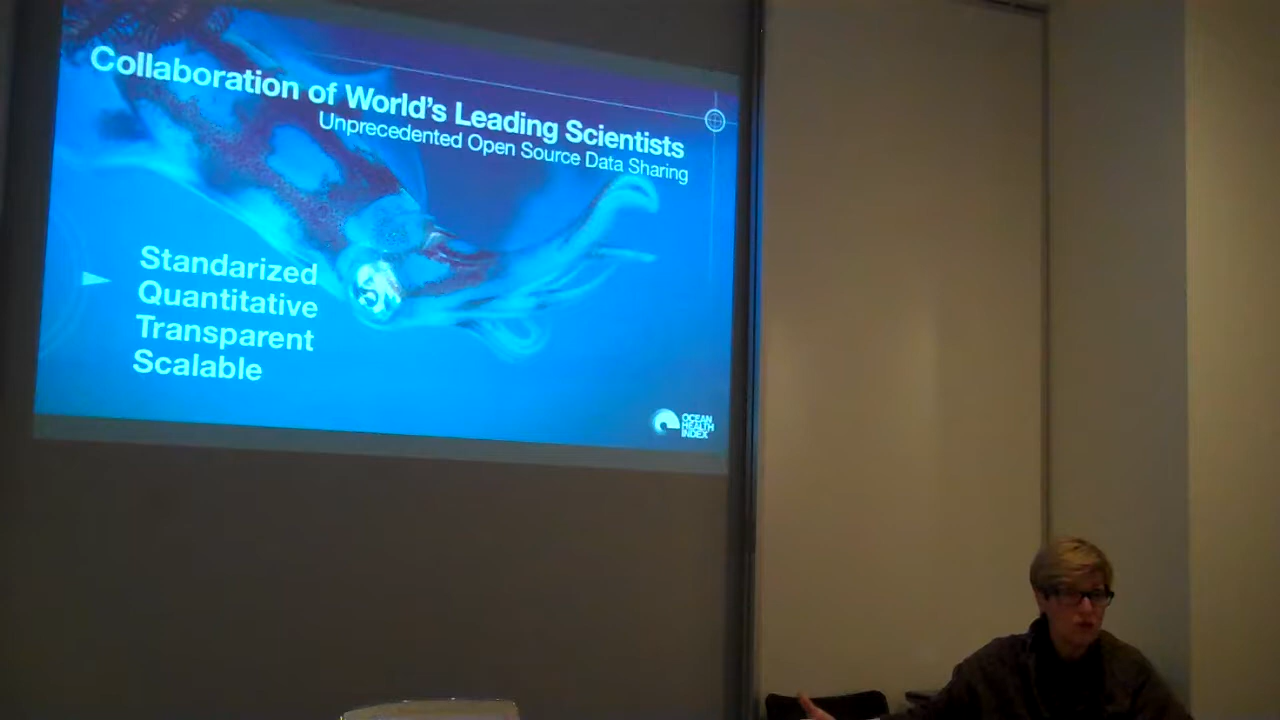 Collaboration of World's Leading Scientists
Unprecedented Open Source Data Sharing
Standarized
Quantitative
Transparent
Scalable
OCEAN
HEALTH
INDEX